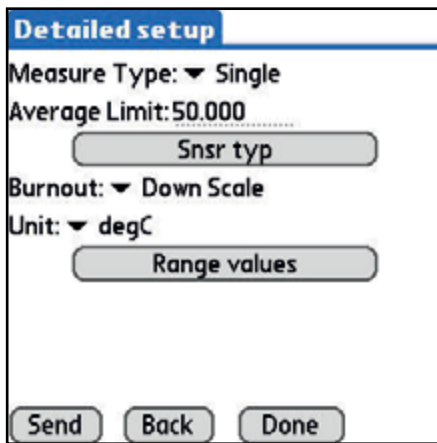 Detailed setup
Measure Type: Single
Average Limit: 50.000
Snsr typ
Burnout: Down Scale
Unit: degC
Range values
Send Back Done